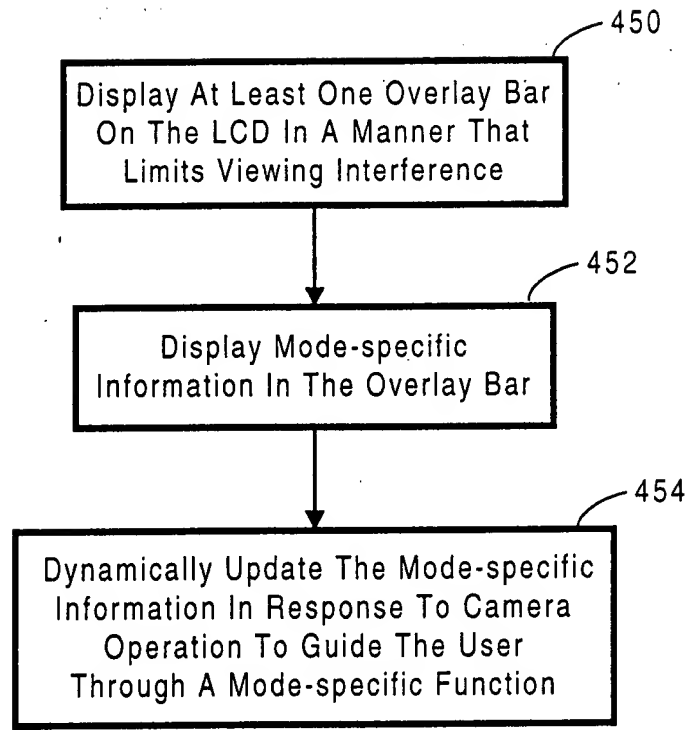 450
Display At Least One Overlay Bar
On The LCD In A Manner That
Limits Viewing Interference
452
Display Mode-specific
Information In The Overlay Bar
454
Dynamically Update The Mode-specific
Information In Response To Camera
Operation To Guide The User
Through A Mode-specific Function